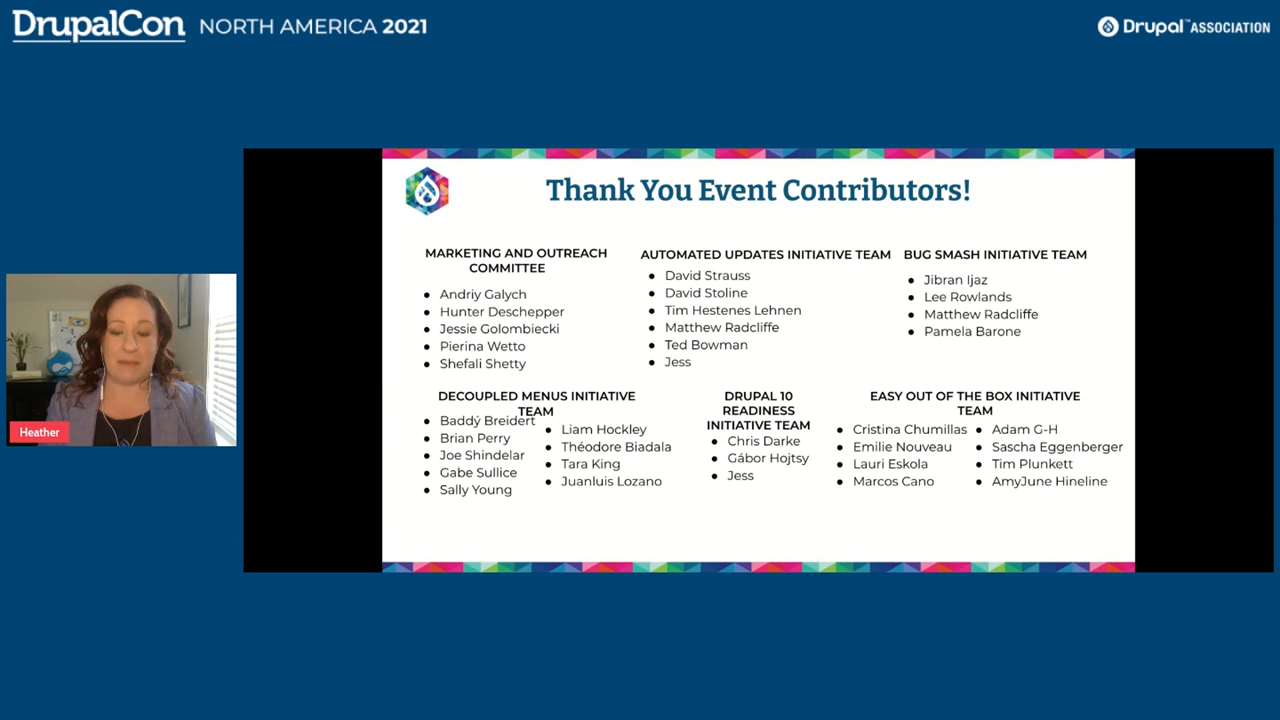 DrupalCon NORTH AMERICA 2021
Drupal™ ASSOCIATION
Thank You Event Contributors!
MARKETING AND OUTREACH
COMMITTEE
• Andriy Galych
• Hunter Deschepper
• Jessie Golombiecki
• Pierina Wetto
• Shefali Shetty
AUTOMATED UPDATES INITIATIVE TEAM
• David Strauss
• David Stoline
• Tim Hestenes Lehnen
• Matthew Radcliffe
• Ted Bowman
• Jess
BUG SMASH INITIATIVE TEAM
• Jibran Ijaz
• Lee Rowlands
• Matthew Radcliffe
• Pamela Barone
DECOUPLED MENUS INITIATIVE
TEAM
• Baddý Breidert
• Brian Perry
• Joe Shindelar
• Gabe Sullice
• Sally Young
• Liam Hockley
• Théodore Biadala
• Tara King
• Juanluis Lozano
DRUPAL 10
READINESS
INITIATIVE TEAM
• Chris Darke
• Gábor Hojtsy
• Jess
EASY OUT OF THE BOX INITIATIVE
TEAM
• Cristina Chumillas
• Emilie Nouveau
• Lauri Eskola
• Marcos Cano
• Adam G-H
• Sascha Eggenberger
• Tim Plunkett
• AmyJune Hineline
Heather